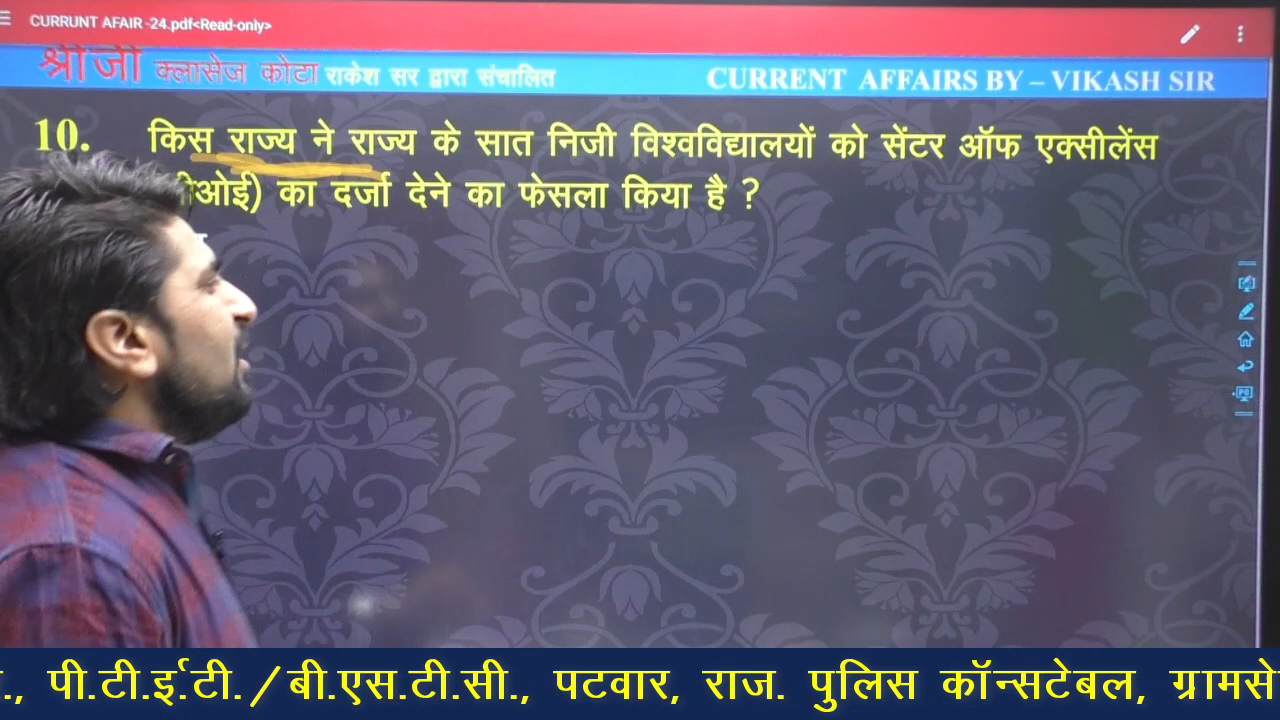 CURRUNT AFAIR -24.pdf<Read-only>
श्रीजी क्लासेज कोटा राकेश सर द्वारा संचालित CURRENT AFFAIRS BY – VIKASH SIR
10. किस राज्य ने राज्य के सात निजी विश्वविद्यालयों को सेंटर ऑफ एक्सीलेंस
का दर्जा देने का फेसला किया है ?
पी.टी.ई.टी./बी.एस.टी.सी., पटवार, राज. पुलिस कॉन्सटेबल,